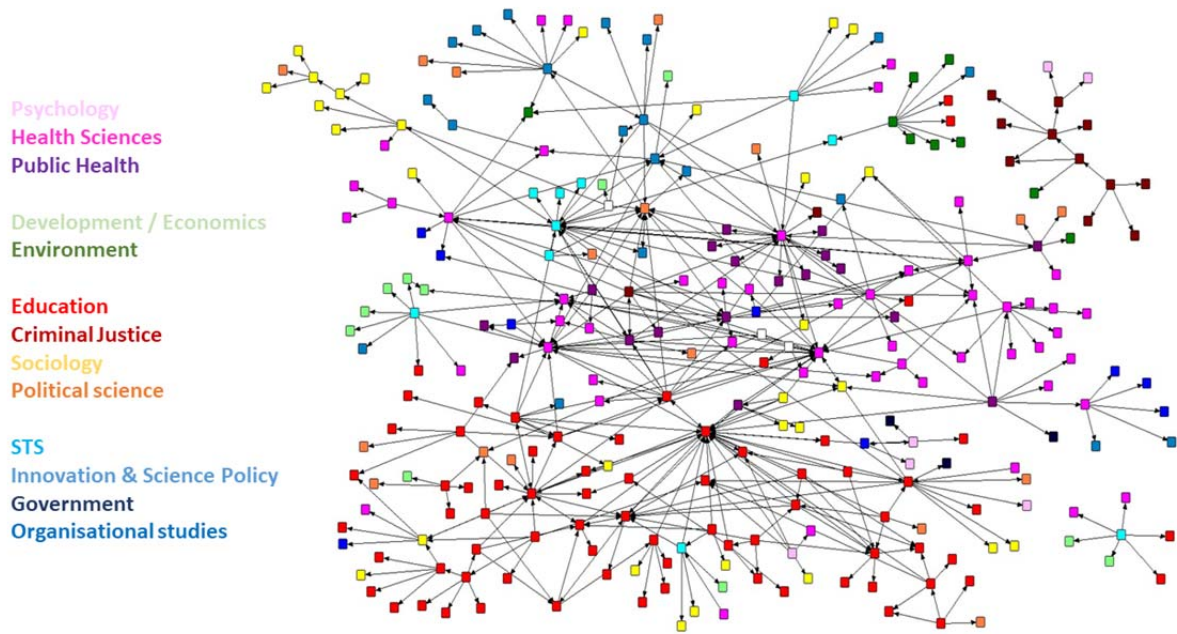 Psychology
Health Sciences
Public Health
Development / Economics
Environment
Education
Criminal Justice
Sociology
Political science
STS
Innovation & Science Policy
Government
Organisational studies